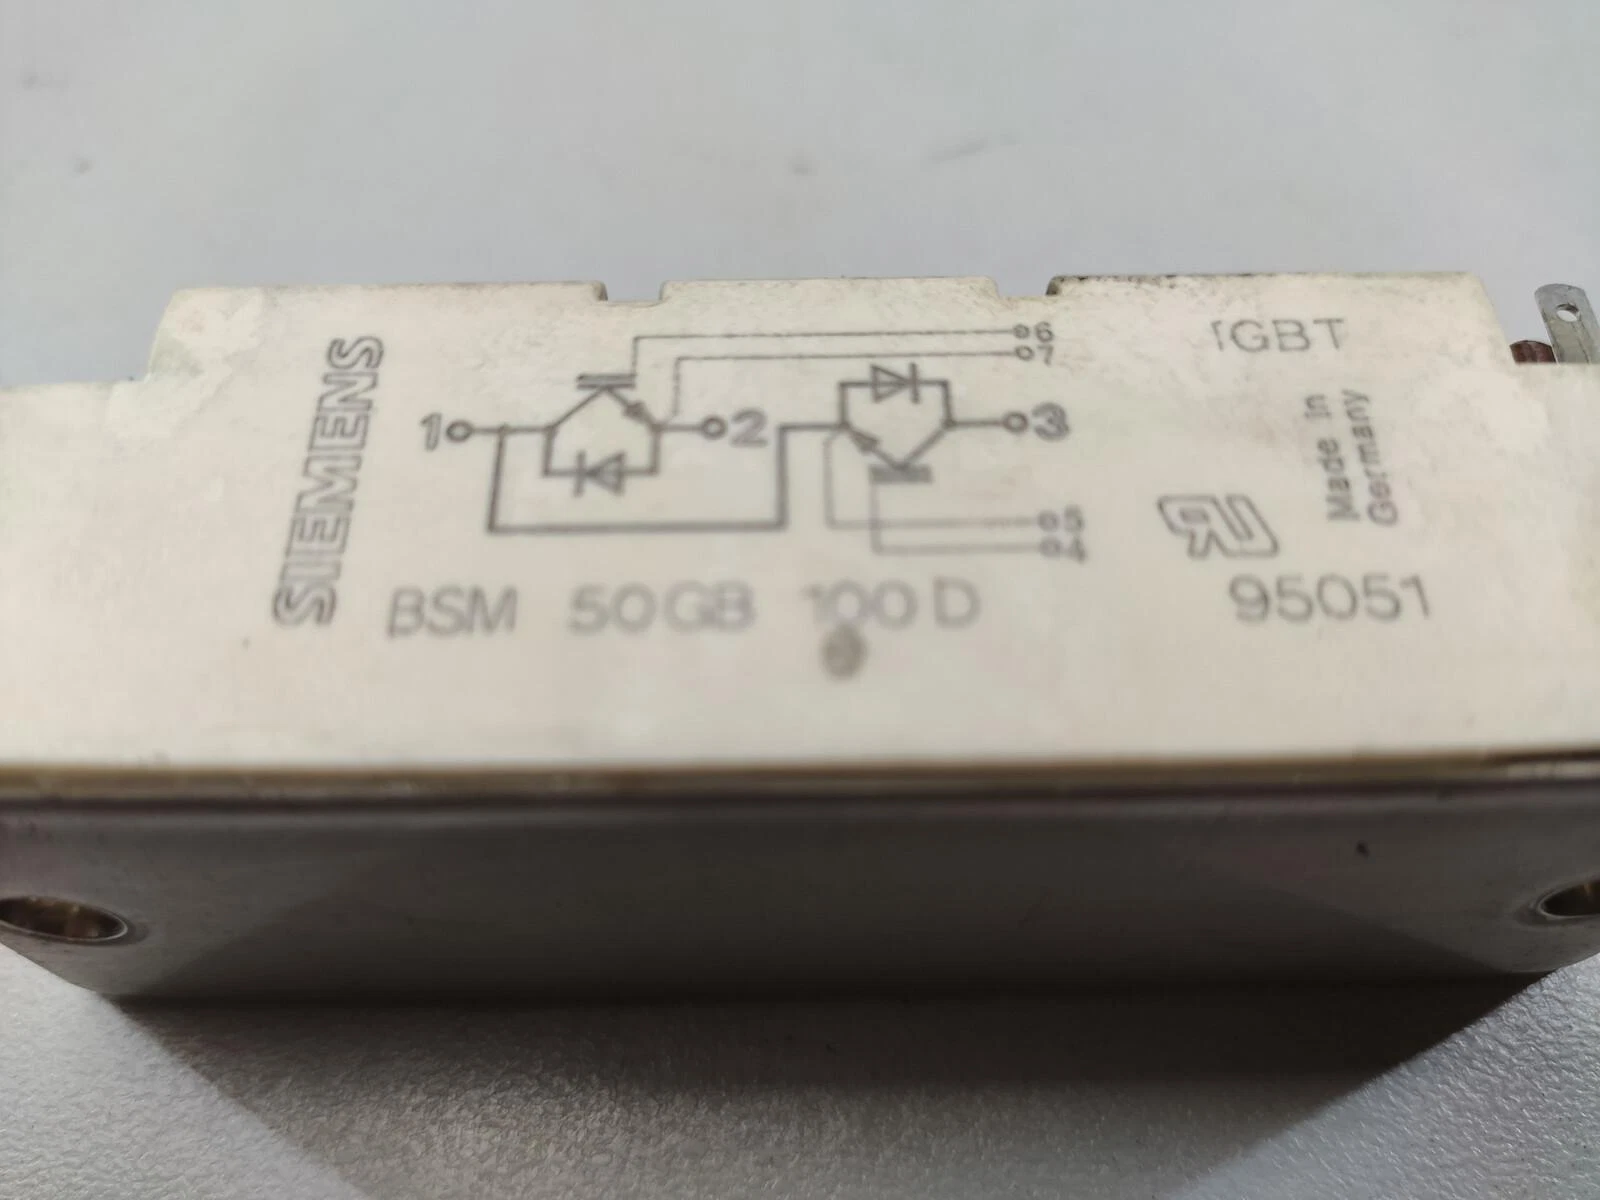 SIEMENS
6
7
IGBT
1
2
3
Made in
Germany
5
4
BSM 50GB 100D
95051